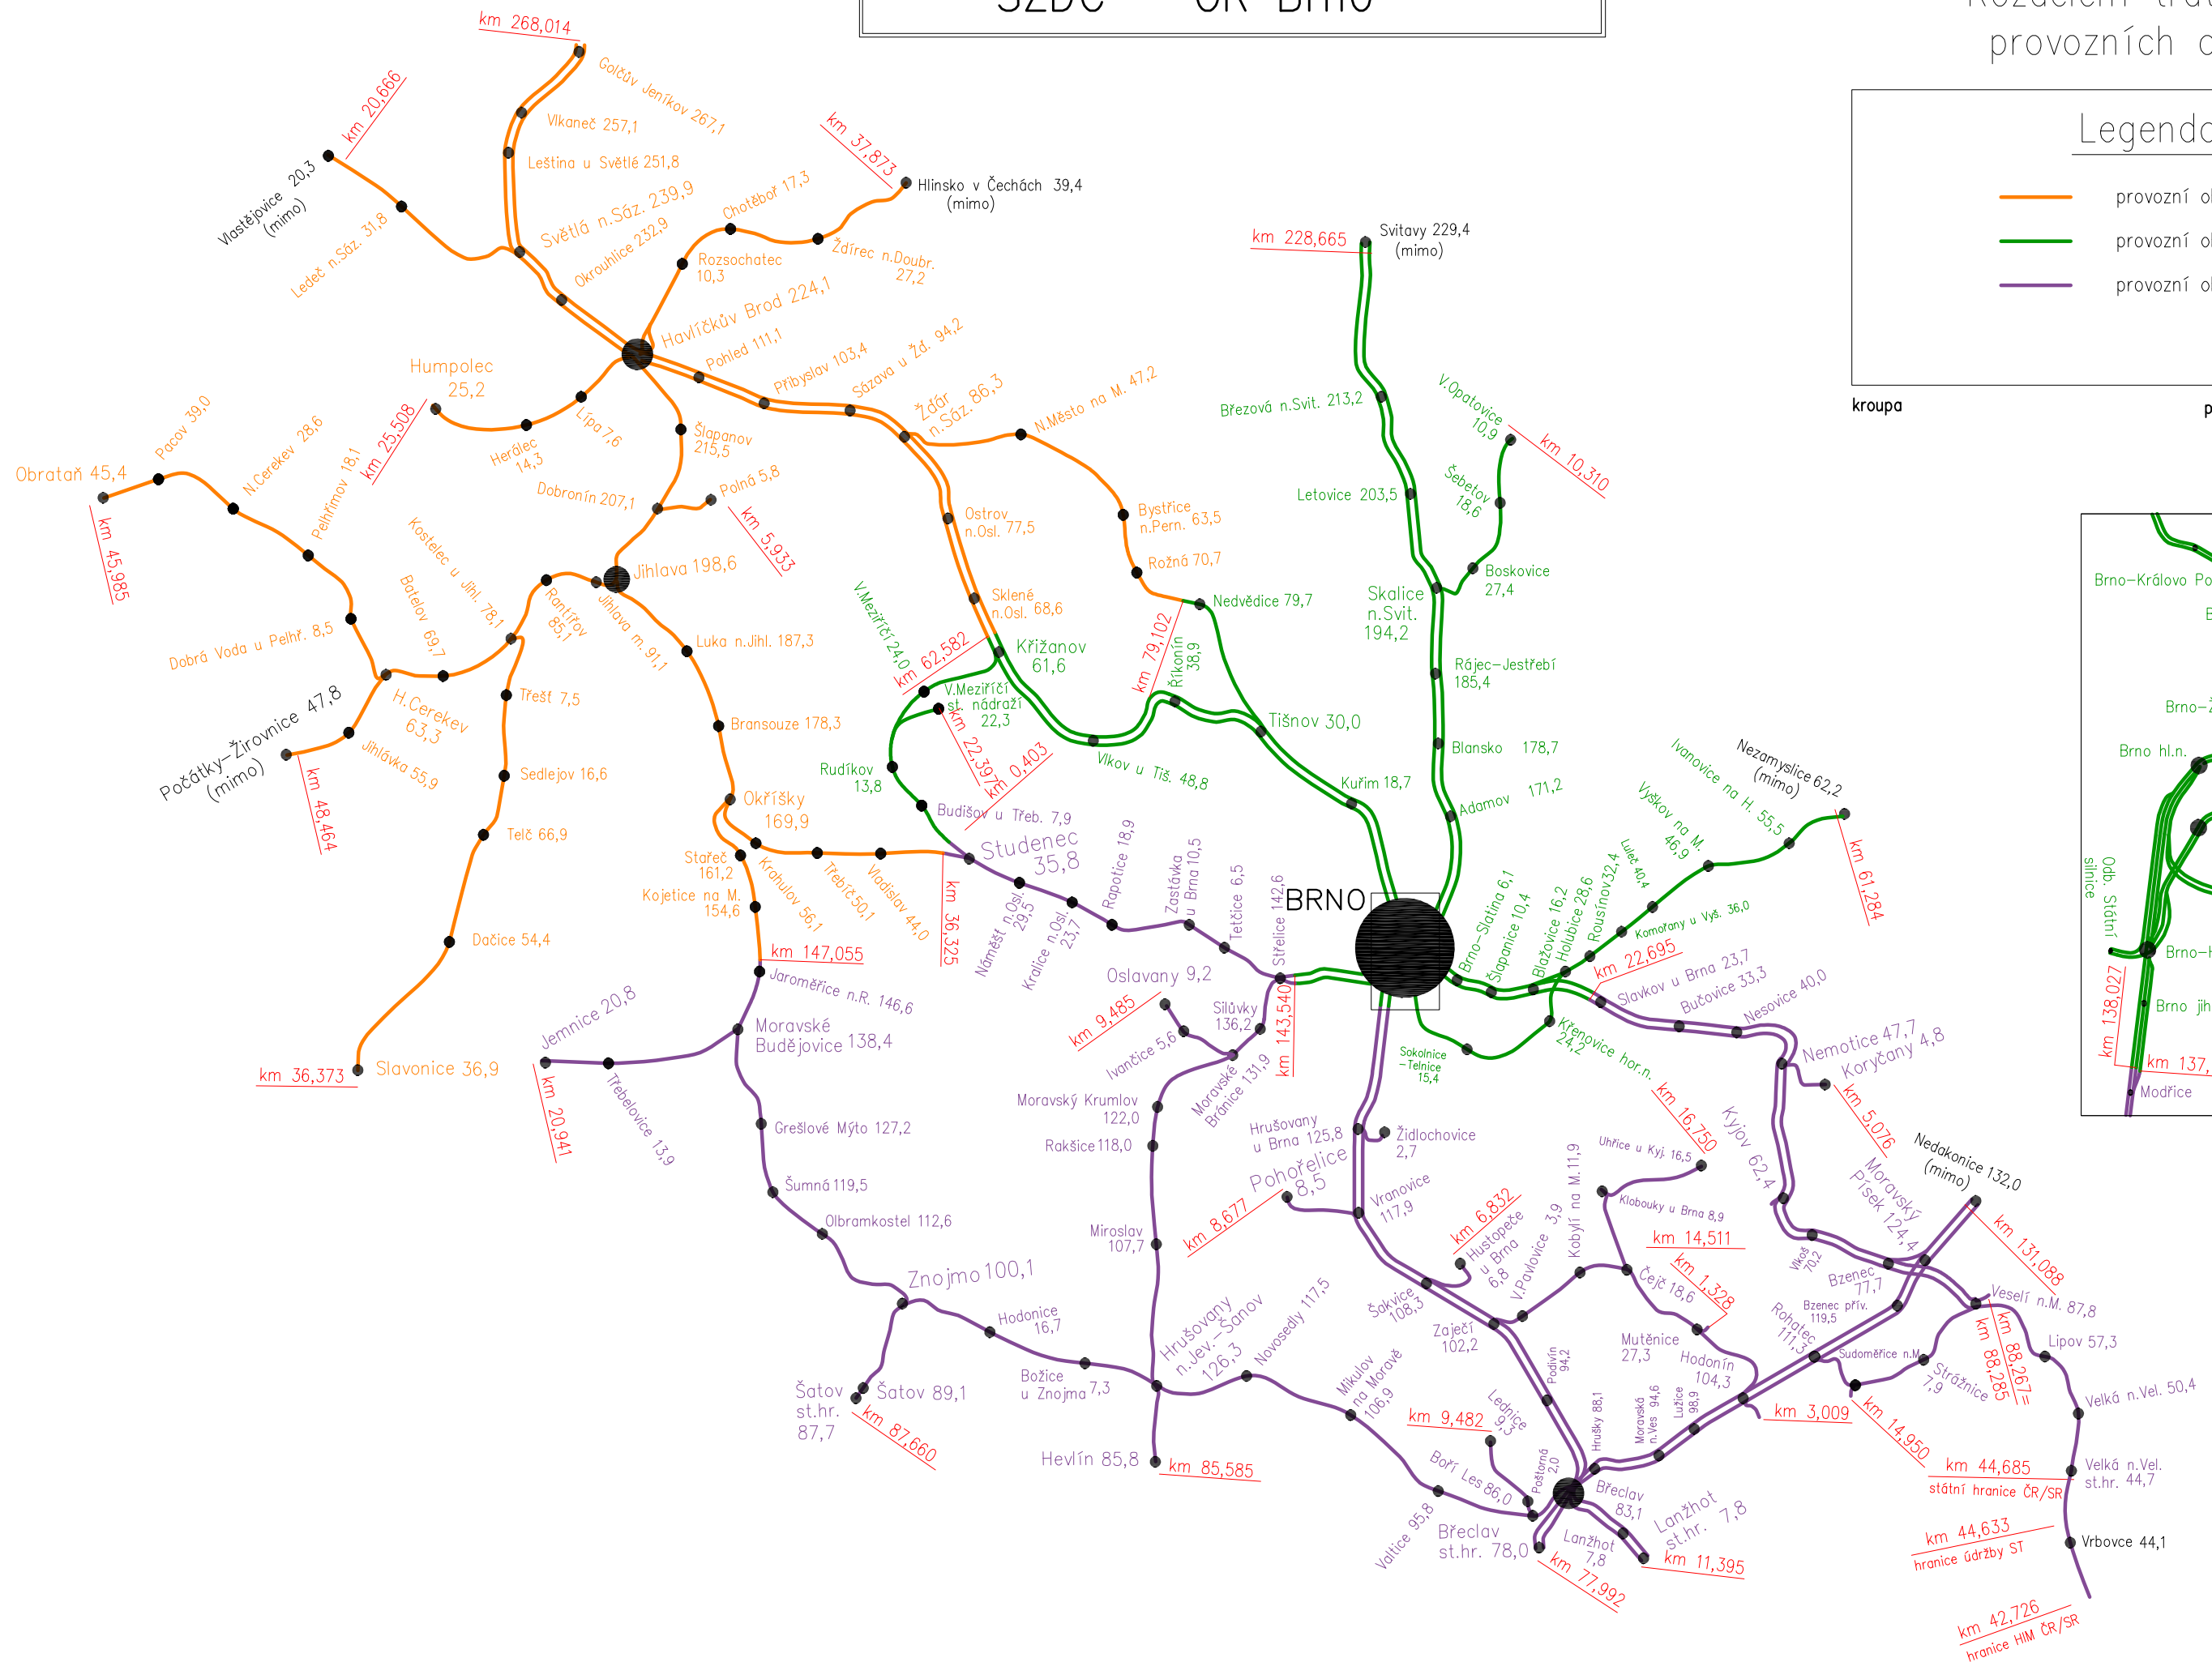 SŽDC OŘ Brno
provozních o
Legenda
provozní ob
provozní ob
provozní ob
kroupa
p
km 268,014
Golčův Jeníkov 267,1
km 20,666
Vlkaneč 257,1
Leština u Světlé 251,8
Vlastějovice 20,3
(mimo)
Ledeč n.Sáz. 31,8
Světlá n.Sáz. 239,9
Okrouhlice 232,9
km 37,873
Hlinsko v Čechách 39,4
(mimo)
Chotěboř 17,3
Ždírec n.Doubr.
27,2
Rozsochatec
10,3
Havlíčkův Brod 224,1
Pohled 111,1
Přibyslav 103,4
Sázava u Žd. 94,2
Žďár
n.Sáz. 86,3
N.Město na M. 47,2
Humpolec
25,2
km 25,508
Herálec
14,3
Lípa 7,6
Šlapanov
215,5
Dobronín 207,1
Polná 5,8
km 5,933
Obrataň 45,4
km 45,985
Pacov 39,0
N.Cerekev 28,6
Pelhřimov 18,1
Dobrá Voda u Pelhř. 8,5
Kostelec u Jihl. 78,1
Batelov 69,7
H.Cerekev
63,3
Počátky-Žirovnice 47,8
(mimo)
Jihlávka 55,9
km 48,464
Rantířov
85,1
Jihlava m. 91,1
Jihlava 198,6
Luka n.Jihl. 187,3
Bransouze 178,3
Okříšky
169,9
Třešť 7,5
Sedlejov 16,6
Telč 66,9
Dačice 54,4
Slavonice 36,9
km 36,373
Stařeč
161,2
Kojetice na M.
154,6
Krahulov 56,1
Třebíč 50,1
Vladislav 44,0
km 36,325
km 147,055
Jaroměřice n.R. 146,6
Ostrov
n.Osl. 77,5
Sklené
n.Osl. 68,6
Bystřice
n.Pern. 63,5
Rožná 70,7
Nedvědice 79,7
km 79,102
Křižanov
61,6
km 62,582
V.Meziříčí 24,0
V.Meziříčí
st. nádraží
22,3
km 22,397=
km 0,403
Rudíkov
13,8
Budišov u Třeb. 7,9
Studenec
35,8
Říkonín
38,9
Vlkov u Tiš. 48,8
Tišnov 30,0
Kuřim 18,7
km 228,665
Svitavy 229,4
(mimo)
Březová n.Svit. 213,2
Letovice 203,5
V.Opatovice
10,9
km 10,310
Šebetov
18,6
Boskovice
27,4
Skalice
n.Svit.
194,2
Rájec-Jestřebí
185,4
Blansko 178,7
Adamov 171,2
BRNO
Náměšť n.Osl.
29,5
Kralice n.Osl.
23,7
Rapotice 18,9
Zastávka
u Brna 10,5
Tetčice 6,5
Střelice 142,6
km 143,540
Brno-Slatina 6,1
Šlapanice 10,4
Blažovice 16,2
Holubice 28,6
Rousínov 32,4
Luleč 40,4
Komořany u Vyš. 36,0
Vyškov na M.
46,9
Ivanovice na H. 55,5
Nezamyslice 62,2
(mimo)
km 61,284
km 22,695
Slavkov u Brna 23,7
Bučovice 33,3
Nesovice 40,0
Nemotice 47,7
Koryčany 4,8
km 5,076
Sokolnice
-Telnice
15,4
Křenovice hor.n.
24,2
Oslavany 9,2
km 9,485
Ivančice 5,6
Silůvky
136,2
Moravské
Bránice 131,9
Moravský Krumlov
122,0
Rakšice 118,0
Miroslav
107,7
Jemnice 20,8
km 20,941
Třebelovice 13,9
Moravské
Budějovice 138,4
Grešlové Mýto 127,2
Šumná 119,5
Olbramkostel 112,6
Znojmo 100,1
Hodonice
16,7
Božice
u Znojma 7,3
Šatov
st.hr.
87,7
Šatov 89,1
km 87,660
Hrušovany
n.Jev.-Šanov
126,3
Hevlín 85,8
km 85,585
Novosedly 117,5
Mikulov
na Moravě
106,9
Valtice 95,8
Boří Les 86,0
Lednice
9,3
km 9,482
Poštorná
2,0
Břeclav
st.hr. 78,0
km 77,992
Břeclav
83,1
Lanžhot
7,8
Lanžhot
st.hr. 7,8
km 11,395
Hrušovany
u Brna 125,8
Židlochovice
2,7
Pohořelice
8,5
km 8,677
Vranovice
117,9
km 6,832
Hustopeče
u Brna
6,8
Šakvice
108,3
Zaječí
102,2
V.Pavlovice 3,9
Kobylí na M. 11,9
Podivín
94,2
Uhřice u Kyj. 16,5
km 16,750
Klobouky u Brna 8,9
km 14,511
Čejč 18,6
km 1,328
Mutěnice
27,3
Hodonín
104,3
km 3,009
Hrušky 88,1
Moravská
n.Ves 94,6
Lužice
98,9
Rohatec
111,3
Bzenec přív.
119,5
Sudoměřice n.M
km 14,950
Strážnice
7,9
Kyjov 62,4
Vlkoš
70,2
Bzenec
77,7
Moravský
Písek 124,4
Nedakonice 132,0
(mimo)
km 131,088
Veselí n.M. 87,8
km 88,267=
km 88,285
Lipov 57,3
Velká n.Vel. 50,4
Velká n.Vel.
st.hr. 44,7
km 44,685
státní hranice ČR/SR
km 44,633
hranice údržby ST
Vrbovce 44,1
km 42,726
hranice HIM ČR/SR
Brno-Královo Po
B
Brno-Ž
Brno hl.n.
Odb. Státní
silnice
Brno-H
Brno jih
km 138,027
km 137,
Modřice